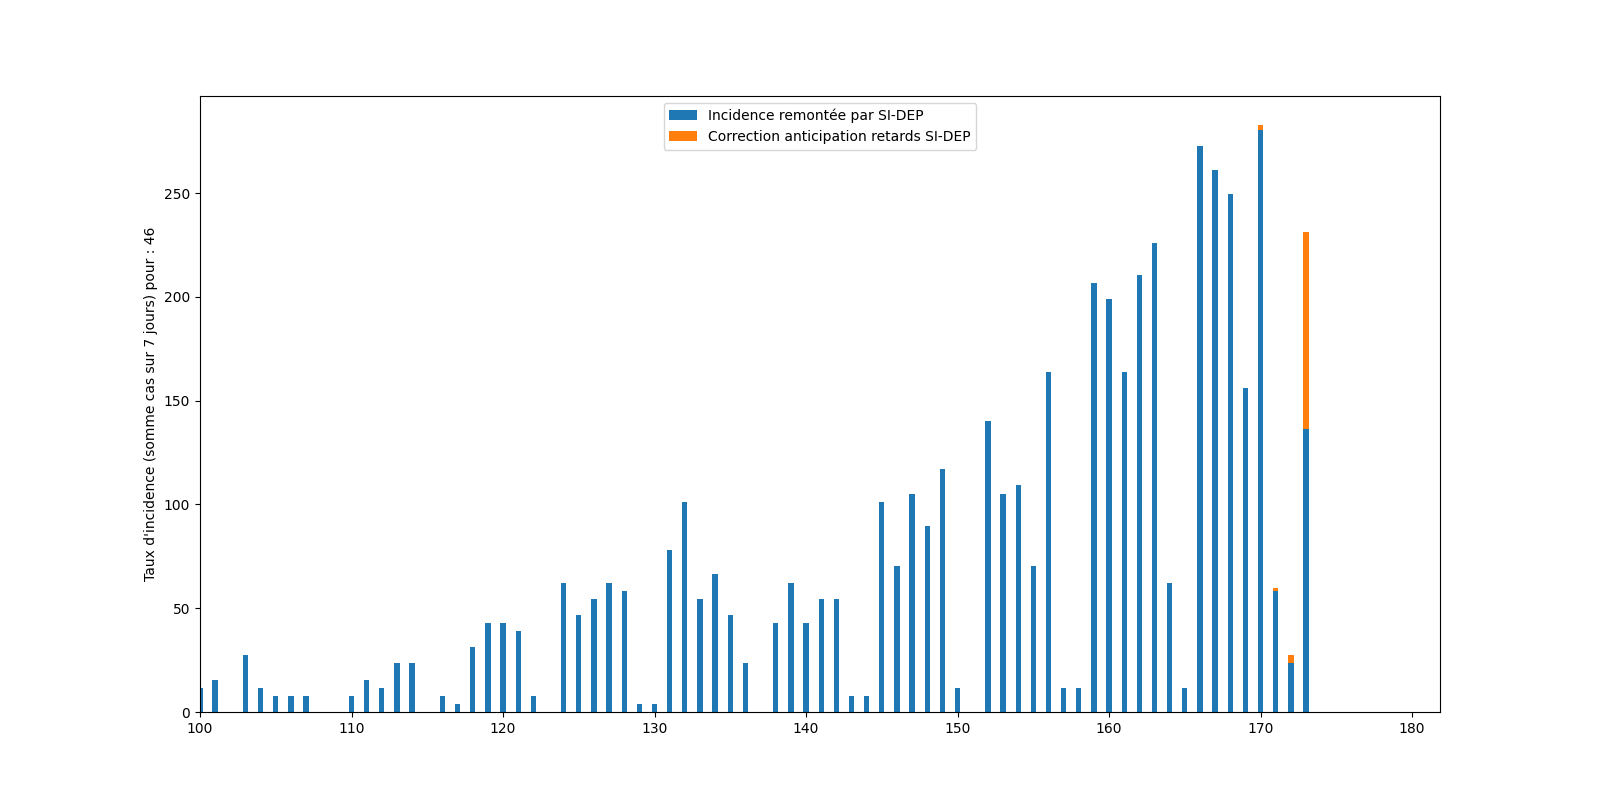 Incidence remontée par SI-DEP
Correction anticipation retards SI-DEP
Taux d'incidence (somme cas sur 7 jours) pour : 46
250
200
150
100
50
0
100 110 120 130 140 150 160 170 180